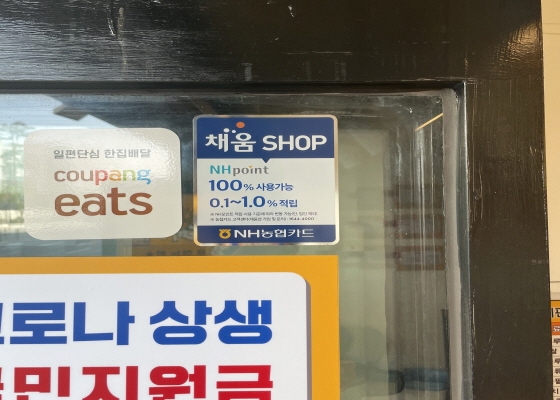 일편단심 한집배달
coupang
eats
채움 SHOP
NHpoint
100% 사용가능
0.1~1.0% 적립
NH농협카드
로나 상생
민지원금